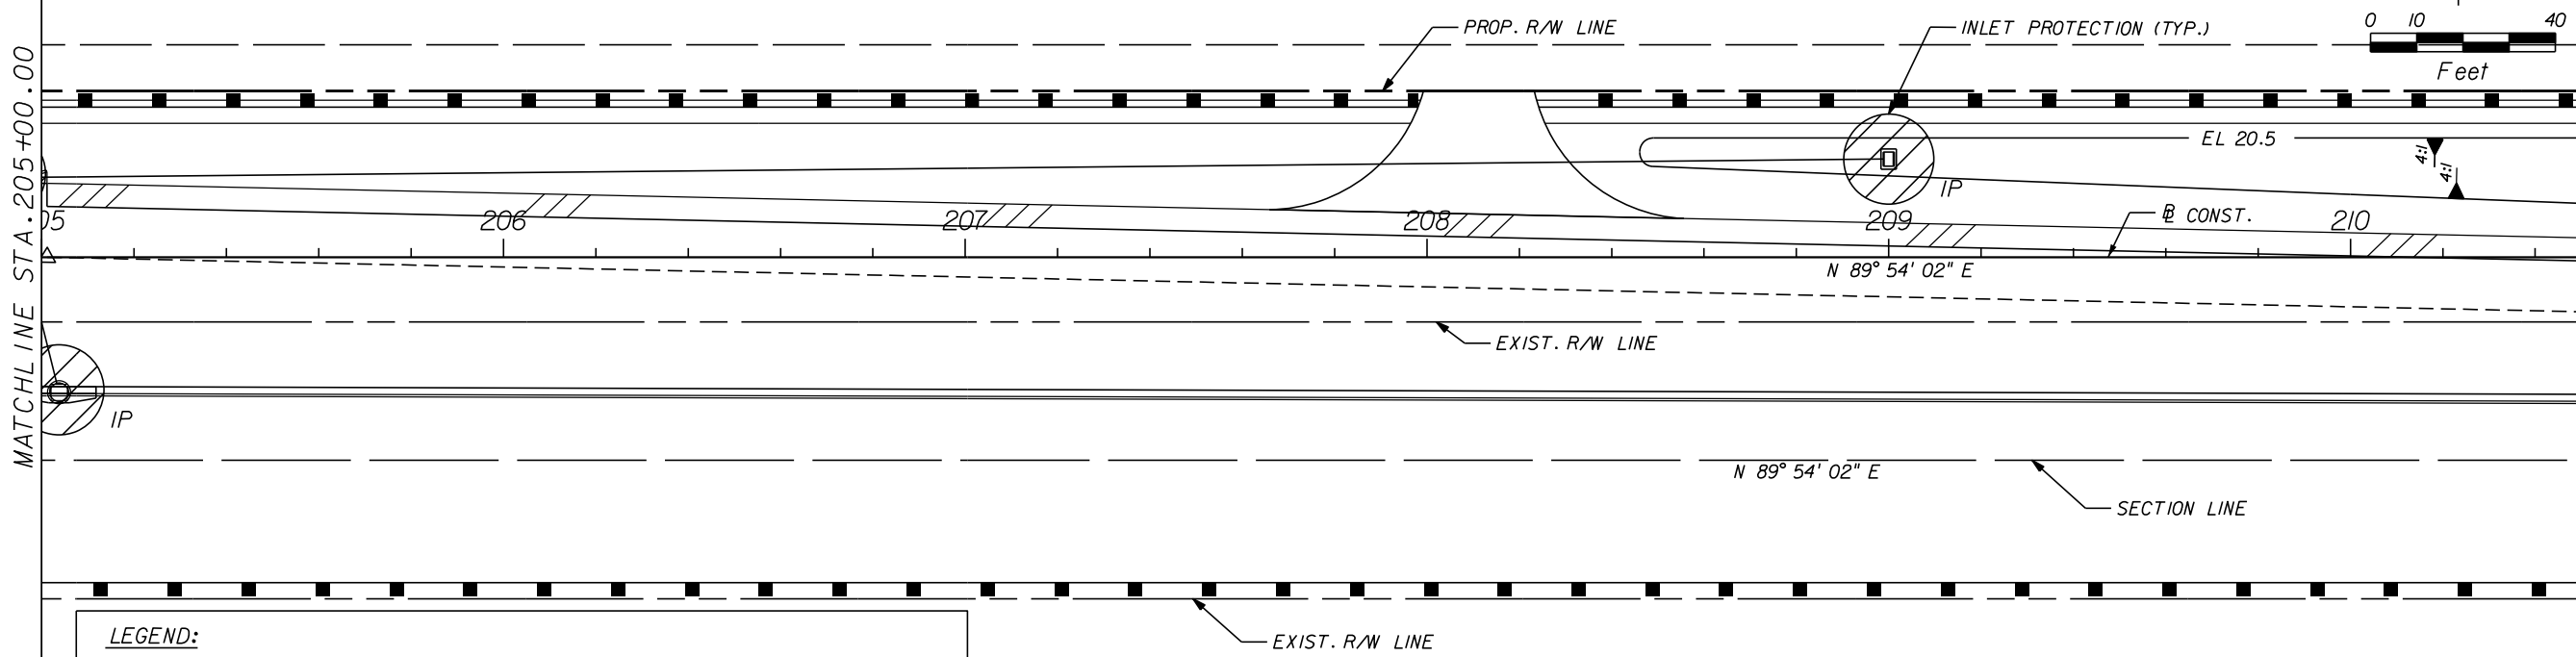 MATCHLINE STA. 205+00.00
PROP. R/W LINE
INLET PROTECTION (TYP.)
0 10 40
Feet
EL 20.5
4:1
4:1
IP
05 206 207 208 209 210
B CONST.
N 89° 54' 02" E
EXIST. R/W LINE
IP
N 89° 54' 02" E
SECTION LINE
LEGEND:
EXIST. R/W LINE